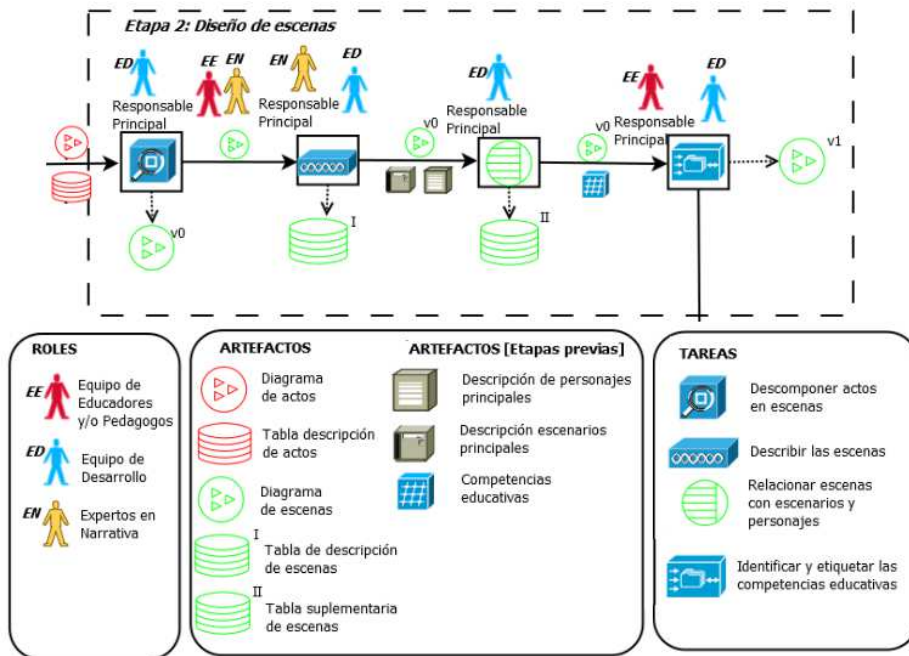 Etapa 2: Diseño de escenas
ED
EE
EN
EN
ED
ED
EE
ED
Responsable
Principal
Responsable
Principal
Responsable
Principal
Responsable
Principal
v0
v0
v1
v0
I
II
ROLES
EE
Equipo de
Educadores
y/o Pedagogos
ED
Equipo de
Desarrollo
EN
Expertos en
Narrativa
ARTEFACTOS
Diagrama
de actos
Tabla descripción
de actos
Diagrama
de escenas
I
Tabla de descripción
de escenas
II
Tabla suplementaria
de escenas
ARTEFACTOS [Etapas previas]
Descripción de personajes
principales
Descripción escenarios
principales
Competencias
educativas
TAREAS
Descomponer actos
en escenas
Describir las escenas
Relacionar escenas
con escenarios y
personajes
Identificar y etiquetar las
competencias educativas